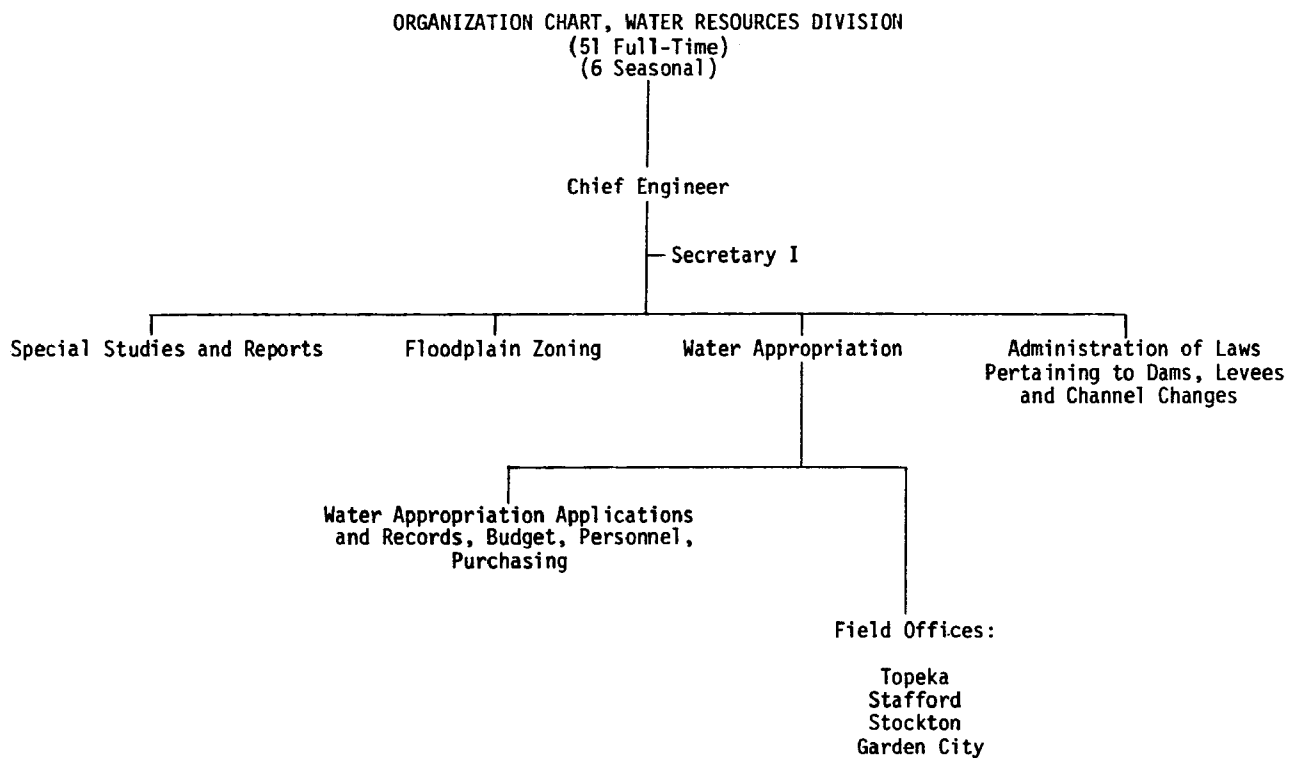 ORGANIZATION CHART, WATER RESOURCES DIVISION
(51 Full-Time)
(6 Seasonal)
Chief Engineer
Secretary I
Special Studies and Reports
Floodplain Zoning
Water Appropriation
Administration of Laws
Pertaining to Dams, Levees
and Channel Changes
Water Appropriation Applications
and Records, Budget, Personnel,
Purchasing
Field Offices:
Topeka
Stafford
Stockton
Garden City